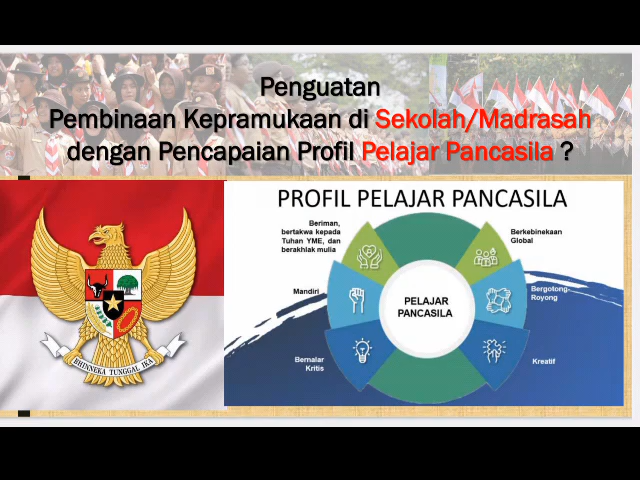 Penguatan
Pembinaan Kepramukaan di Sekolah/Madrasah
dengan Pencapaian Profil Pelajar Pancasila ?
BHINNEKA TUNGGAL IKA
PROFIL PELAJAR PANCASILA
Beriman,
bertakwa kepada
Tuhan YME, dan
berakhlak mulia
Berkebinekaan
Global
Mandiri
PELAJAR
PANCASILA
Bergotong-
Royong
Bernalar
Kritis
Kreatif